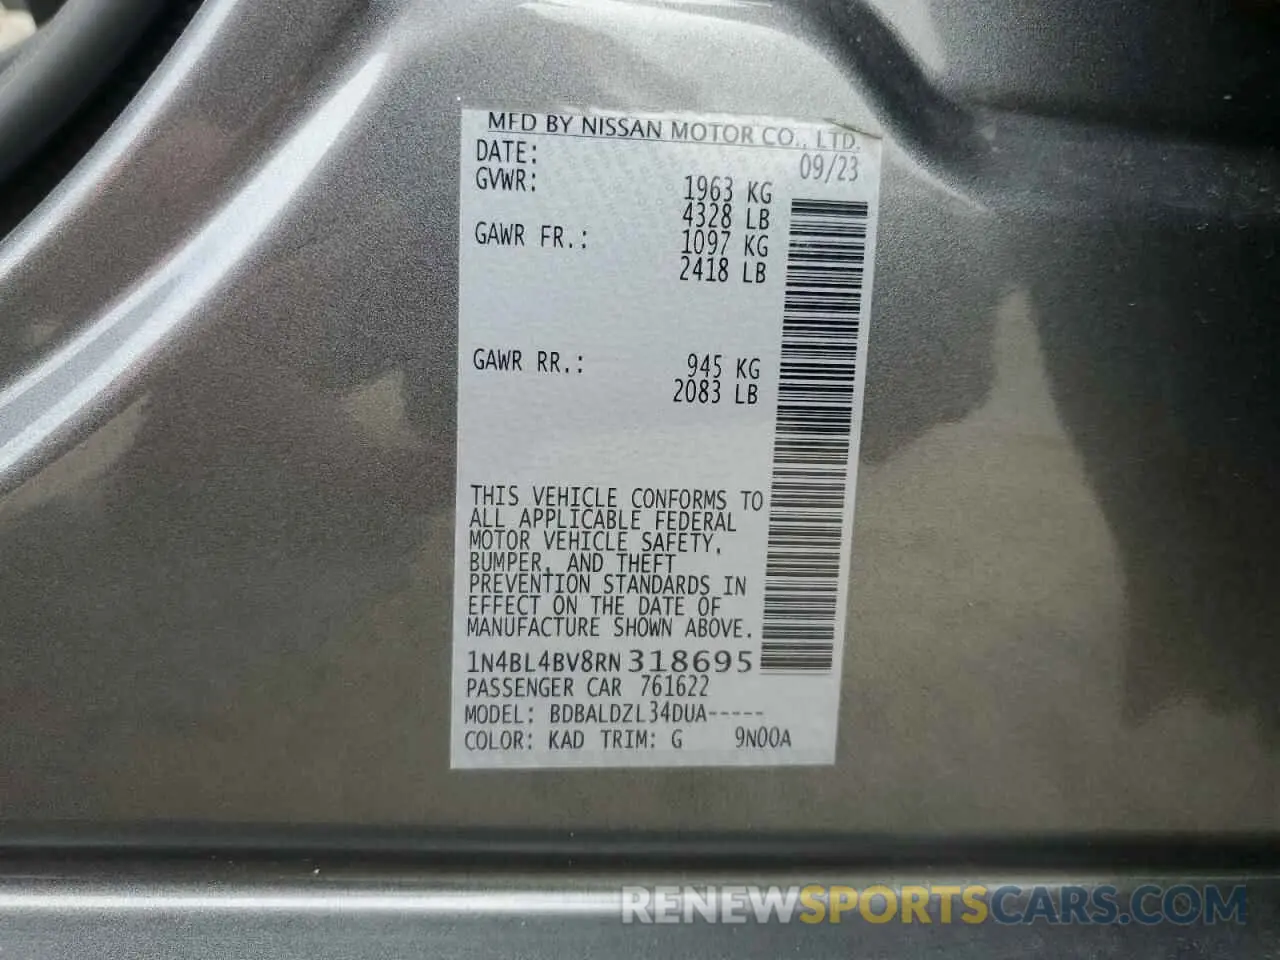 MFD BY NISSAN MOTOR CO., LTD.
DATE: 09/23
GVWR: 1963 KG
4328 LB
GAWR FR.: 1097 KG
2418 LB
GAWR RR.: 945 KG
2083 LB
THIS VEHICLE CONFORMS TO
ALL APPLICABLE FEDERAL
MOTOR VEHICLE SAFETY,
BUMPER, AND THEFT
PREVENTION STANDARDS IN
EFFECT ON THE DATE OF
MANUFACTURE SHOWN ABOVE.
1N4BL4BV8RN318695
PASSENGER CAR 761622
MODEL: BDBALDZL34DUA-----
COLOR: KAD TRIM: G 9N00A
RENEWSPORTSCARS.COM